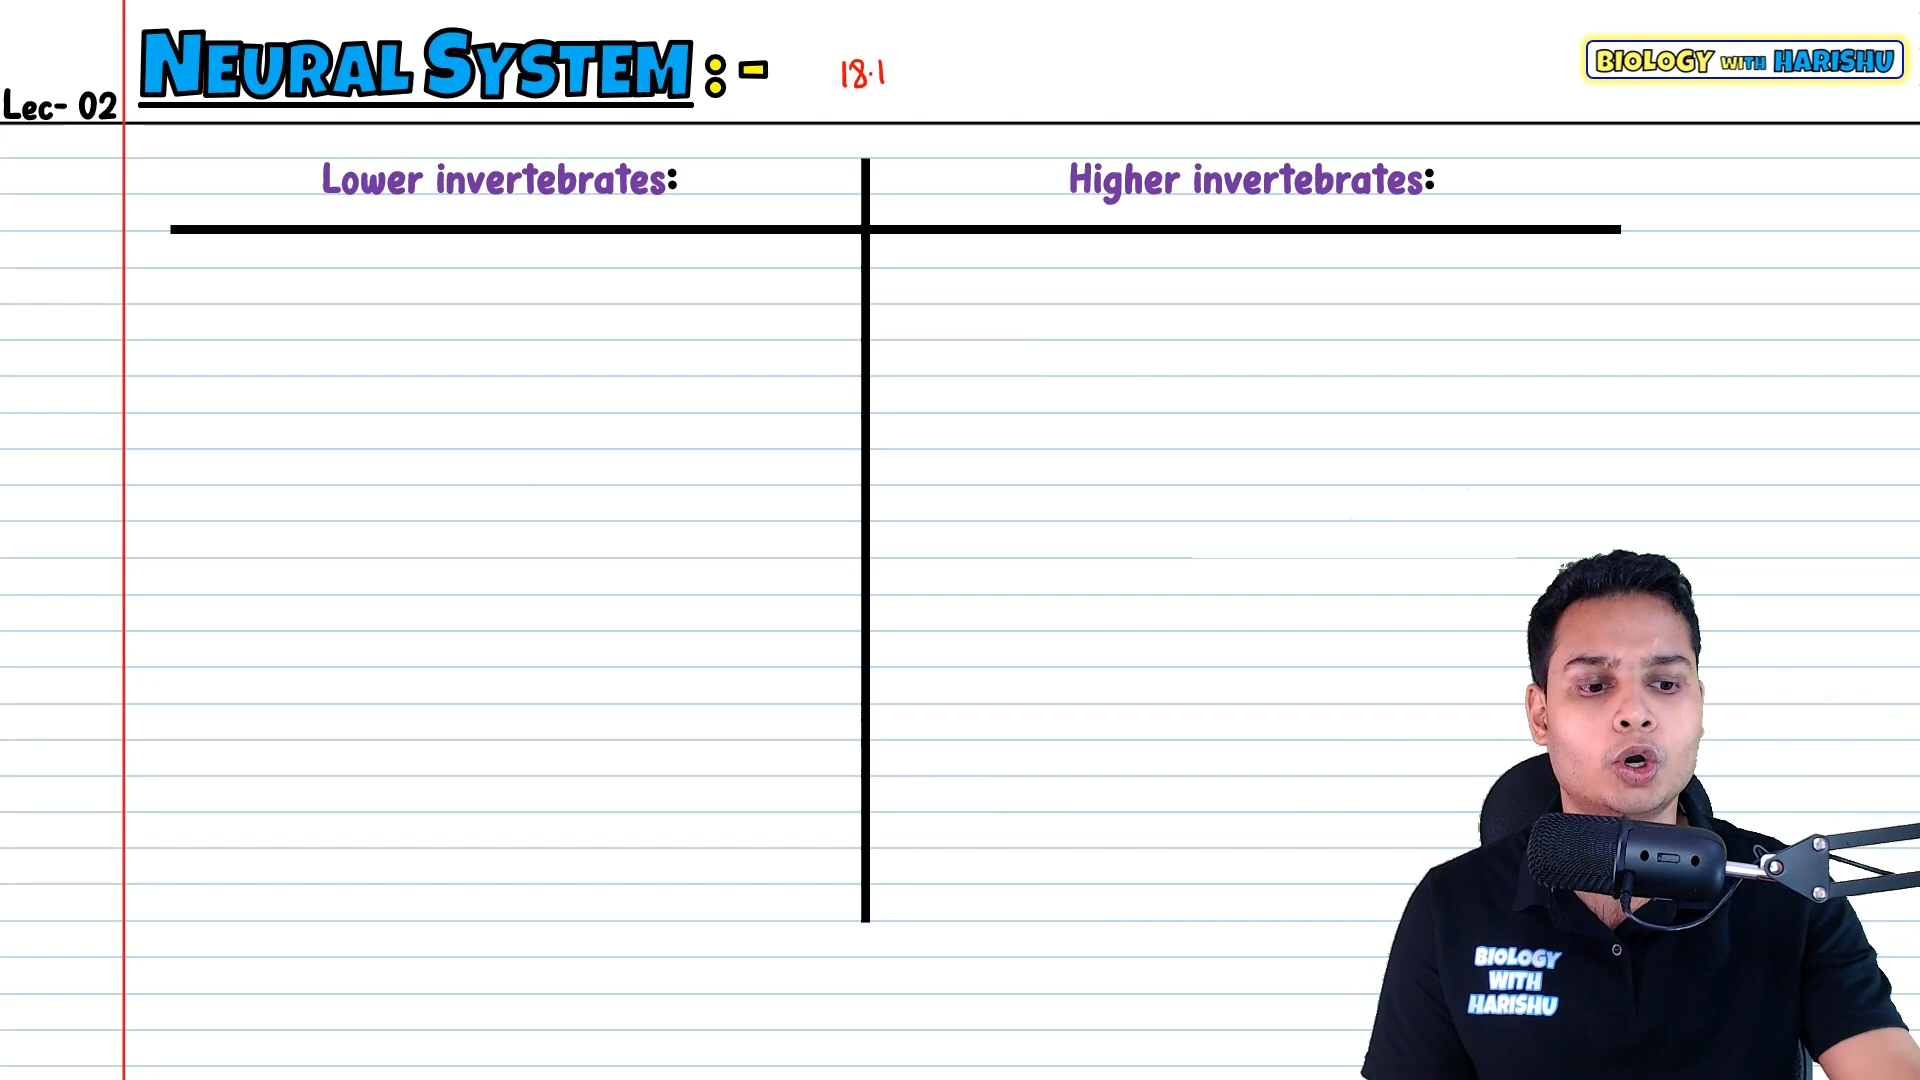 NEURAL SYSTEM :- 18.1
BIOLOGY WITH HARISHU
Lec- 02
Lower invertebrates:
Higher invertebrates:
BIOLOGY
WITH
HARISHU